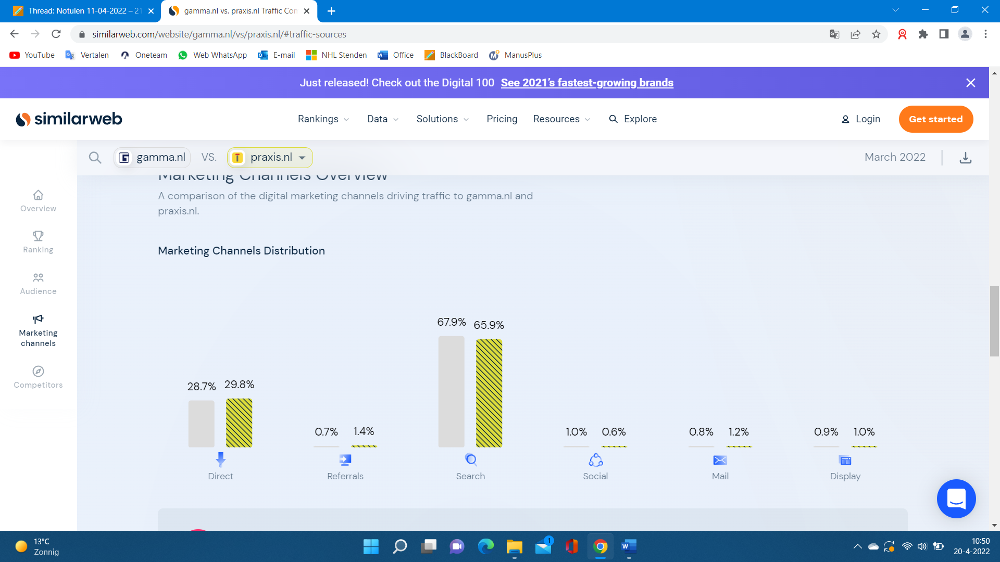 Thread: Notulen 11-04-2022 – 21
gamma.nl vs. praxis.nl Traffic Con
similarweb.com/website/gamma.nl/vs/praxis.nl/#traffic-sources
YouTube
Vertalen
Oneteam
Web WhatsApp
E-mail
NHL Stenden
Office
BlackBoard
ManusPlus
Just released! Check out the Digital 100 See 2021's fastest-growing brands
similarweb
Rankings
Data
Solutions
Pricing
Resources
Explore
Login
Get started
gamma.nl
VS.
praxis.nl
March 2022
Overview
Ranking
Audience
Marketing
channels
Competitors
Marketing Channels Overview
A comparison of the digital marketing channels driving traffic to gamma.nl and
praxis.nl.
Marketing Channels Distribution
28.7% 29.8%
0.7% 1.4%
67.9% 65.9%
1.0% 0.6%
0.8% 1.2%
0.9% 1.0%
Direct
Referrals
Search
Social
Mail
Display
13°C
Zonnig
1
10:50
20-4-2022